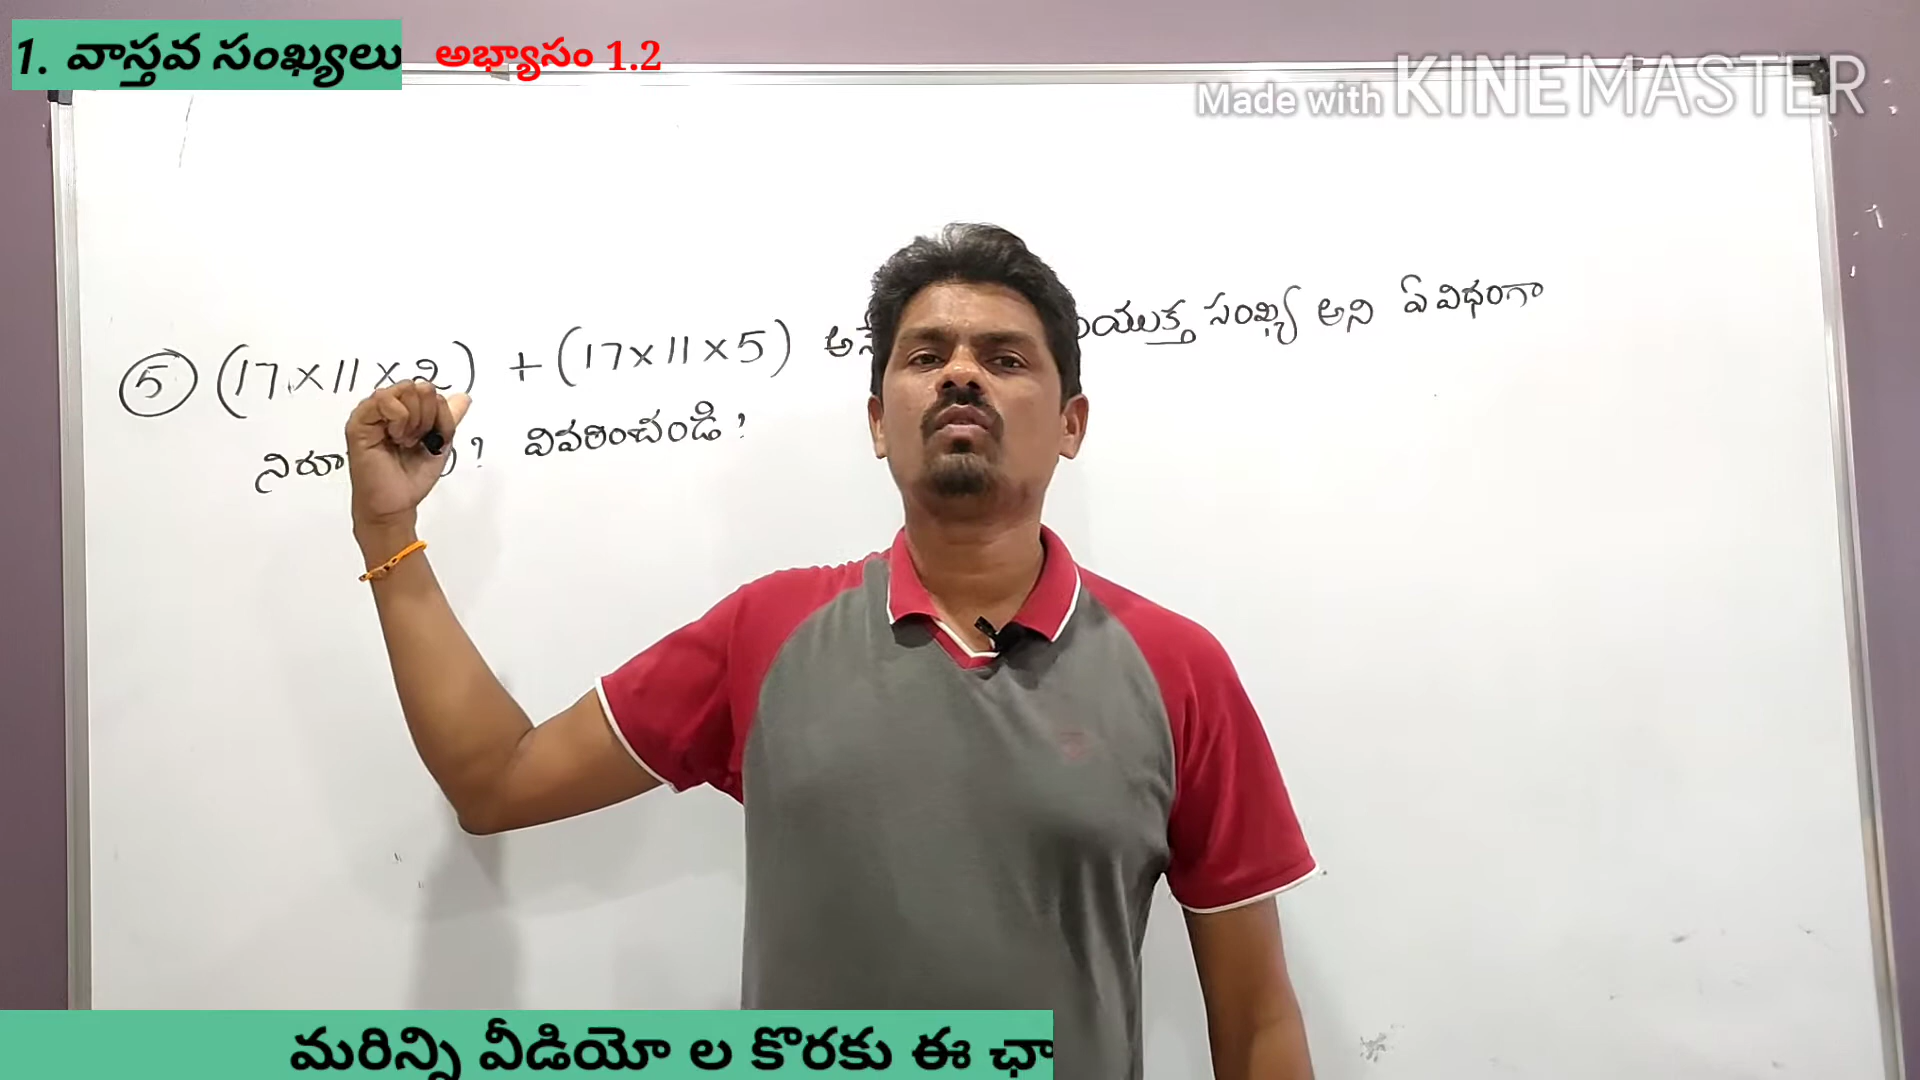 1. వాస్తవ సంఖ్యలు అభ్యాసం 1.2
Made with KINEMASTER
5 (17×11×2) + (17×11×5) సంఖ్య అని ఏ విధంగా
? వివరించండి ?
మరిన్ని వీడియో ల కొరకు ఈ